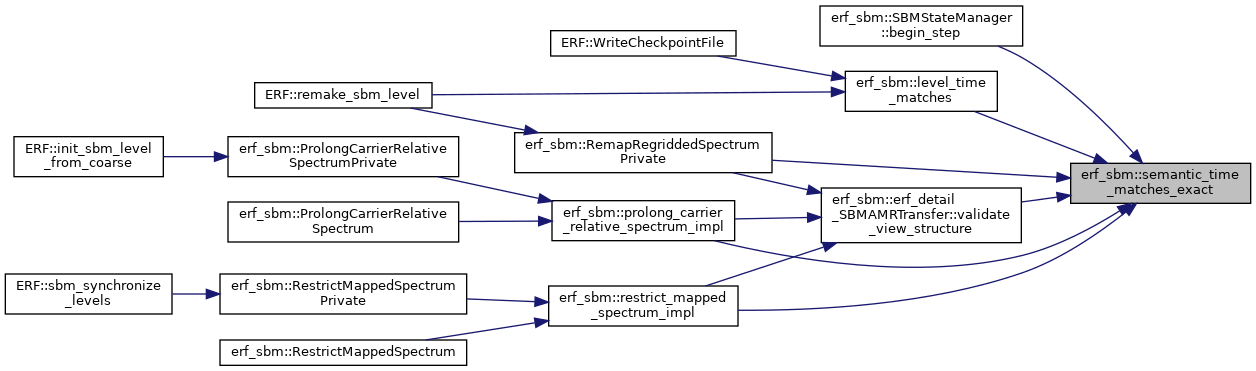 erf_sbm::SBMStateManager
::begin_step
ERF::WriteCheckpointFile
erf_sbm::level_time
_matches
ERF::remake_sbm_level
ERF::init_sbm_level
_from_coarse
erf_sbm::ProlongCarrierRelative
SpectrumPrivate
erf_sbm::RemapRegriddedSpectrum
Private
erf_sbm::semantic_time
_matches_exact
erf_sbm::ProlongCarrierRelative
Spectrum
erf_sbm::prolong_carrier
_relative_spectrum_impl
erf_sbm::erf_detail
_SBMAMRTransfer::validate
_view_structure
ERF::sbm_synchronize
_levels
erf_sbm::RestrictMappedSpectrum
Private
erf_sbm::restrict_mapped
_spectrum_impl
erf_sbm::RestrictMappedSpectrum